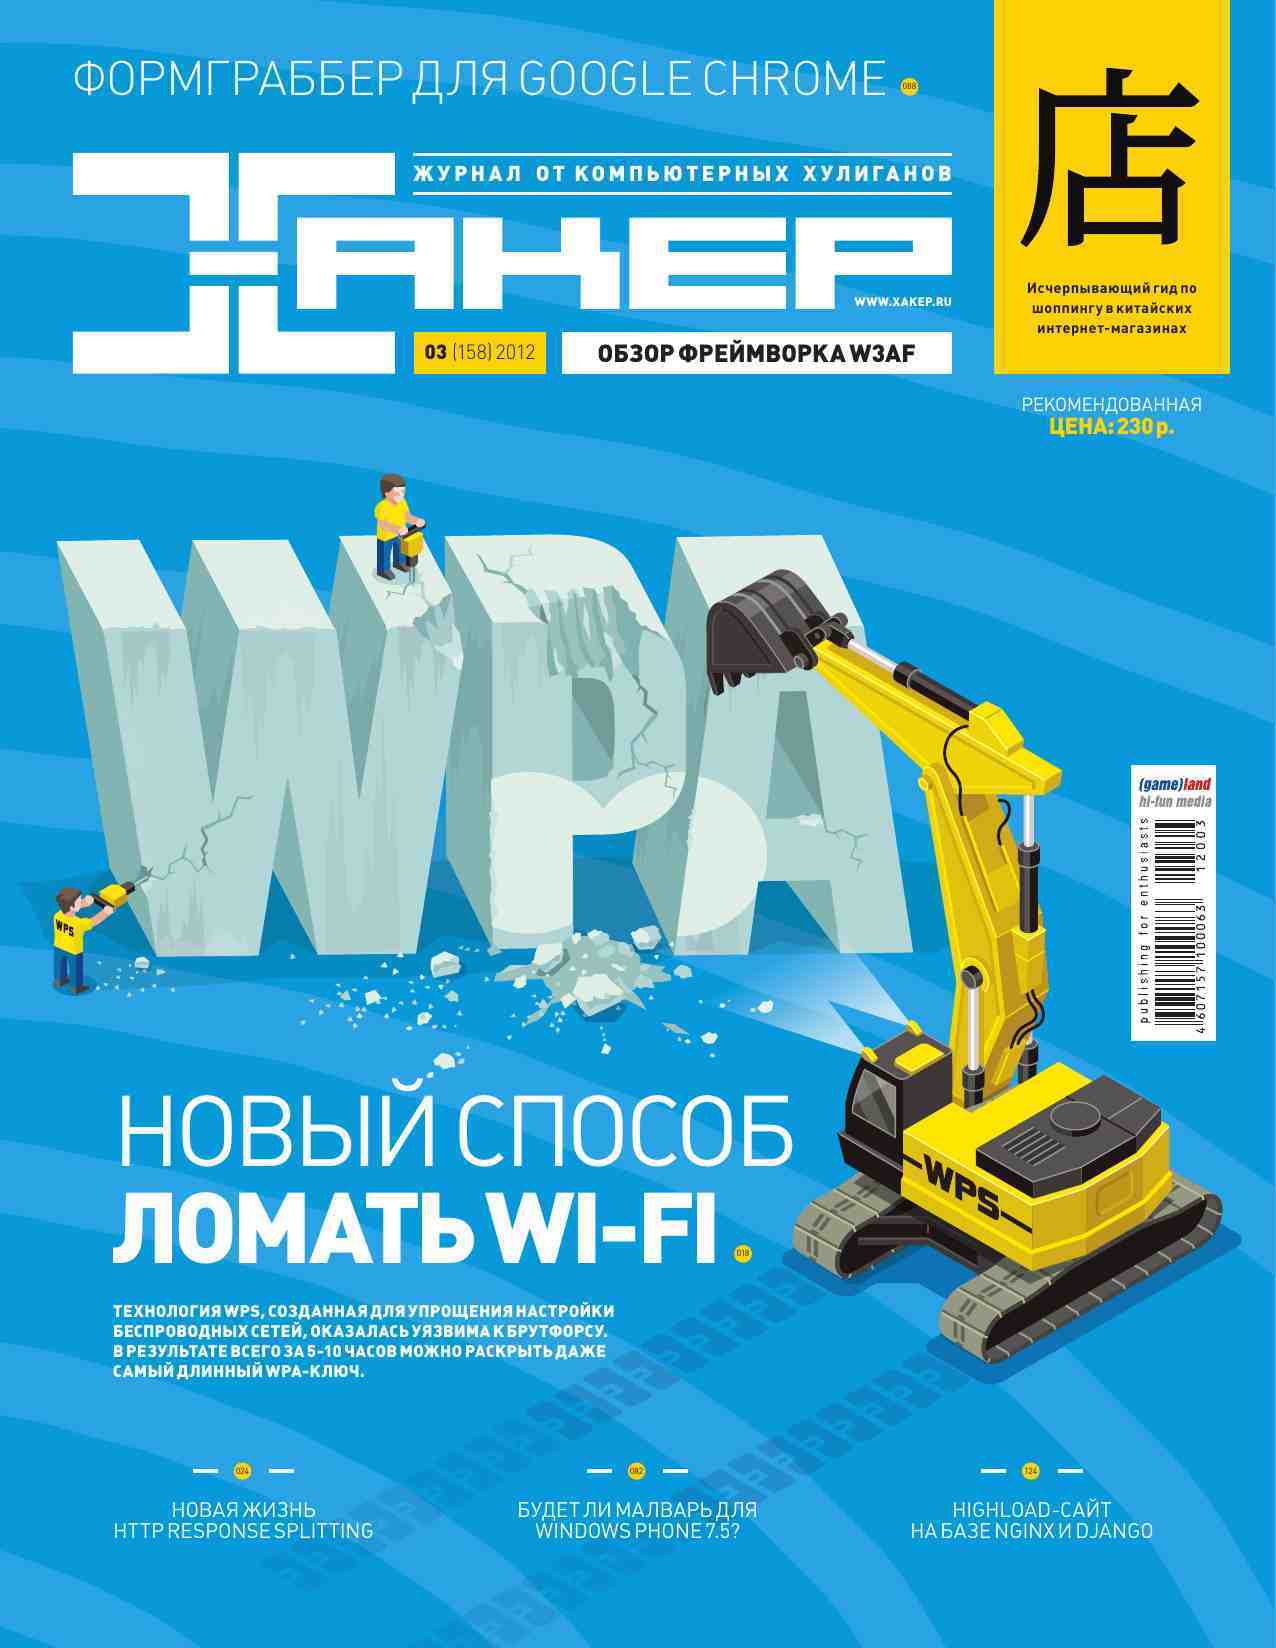 ФОРМГРАББЕР ДЛЯ GOOGLE CHROME 088
ЖУРНАЛ ОТ КОМПЬЮТЕРНЫХ ХУЛИГАНОВ
ХАКЕР
WWW.XAKEP.RU
03 (158) 2012
ОБЗОР ФРЕЙМВОРКА W3AF
店
Исчерпывающий гид по
шоппингу в китайских
интернет-магазинах
РЕКОМЕНДОВАННАЯ
ЦЕНА: 230 р.
WPA
WPS
(game)land
hi-fun media
publishing for enthusiasts
4 607157 100063
12003
WPS
НОВЫЙ СПОСОБ
ЛОМАТЬ WI-FI 018
ТЕХНОЛОГИЯ WPS, СОЗДАННАЯ ДЛЯ УПРОЩЕНИЯ НАСТРОЙКИ
БЕСПРОВОДНЫХ СЕТЕЙ, ОКАЗАЛАСЬ УЯЗВИМА К БРУТФОРСУ.
В РЕЗУЛЬТАТЕ ВСЕГО ЗА 5-10 ЧАСОВ МОЖНО РАСКРЫТЬ ДАЖЕ
САМЫЙ ДЛИННЫЙ WPA-КЛЮЧ.
024
НОВАЯ ЖИЗНЬ
HTTP RESPONSE SPLITTING
082
БУДЕТ ЛИ МАЛВАРЬ ДЛЯ
WINDOWS PHONE 7.5?
124
HIGHLOAD-САЙТ
НА БАЗЕ NGINX И DJANGO